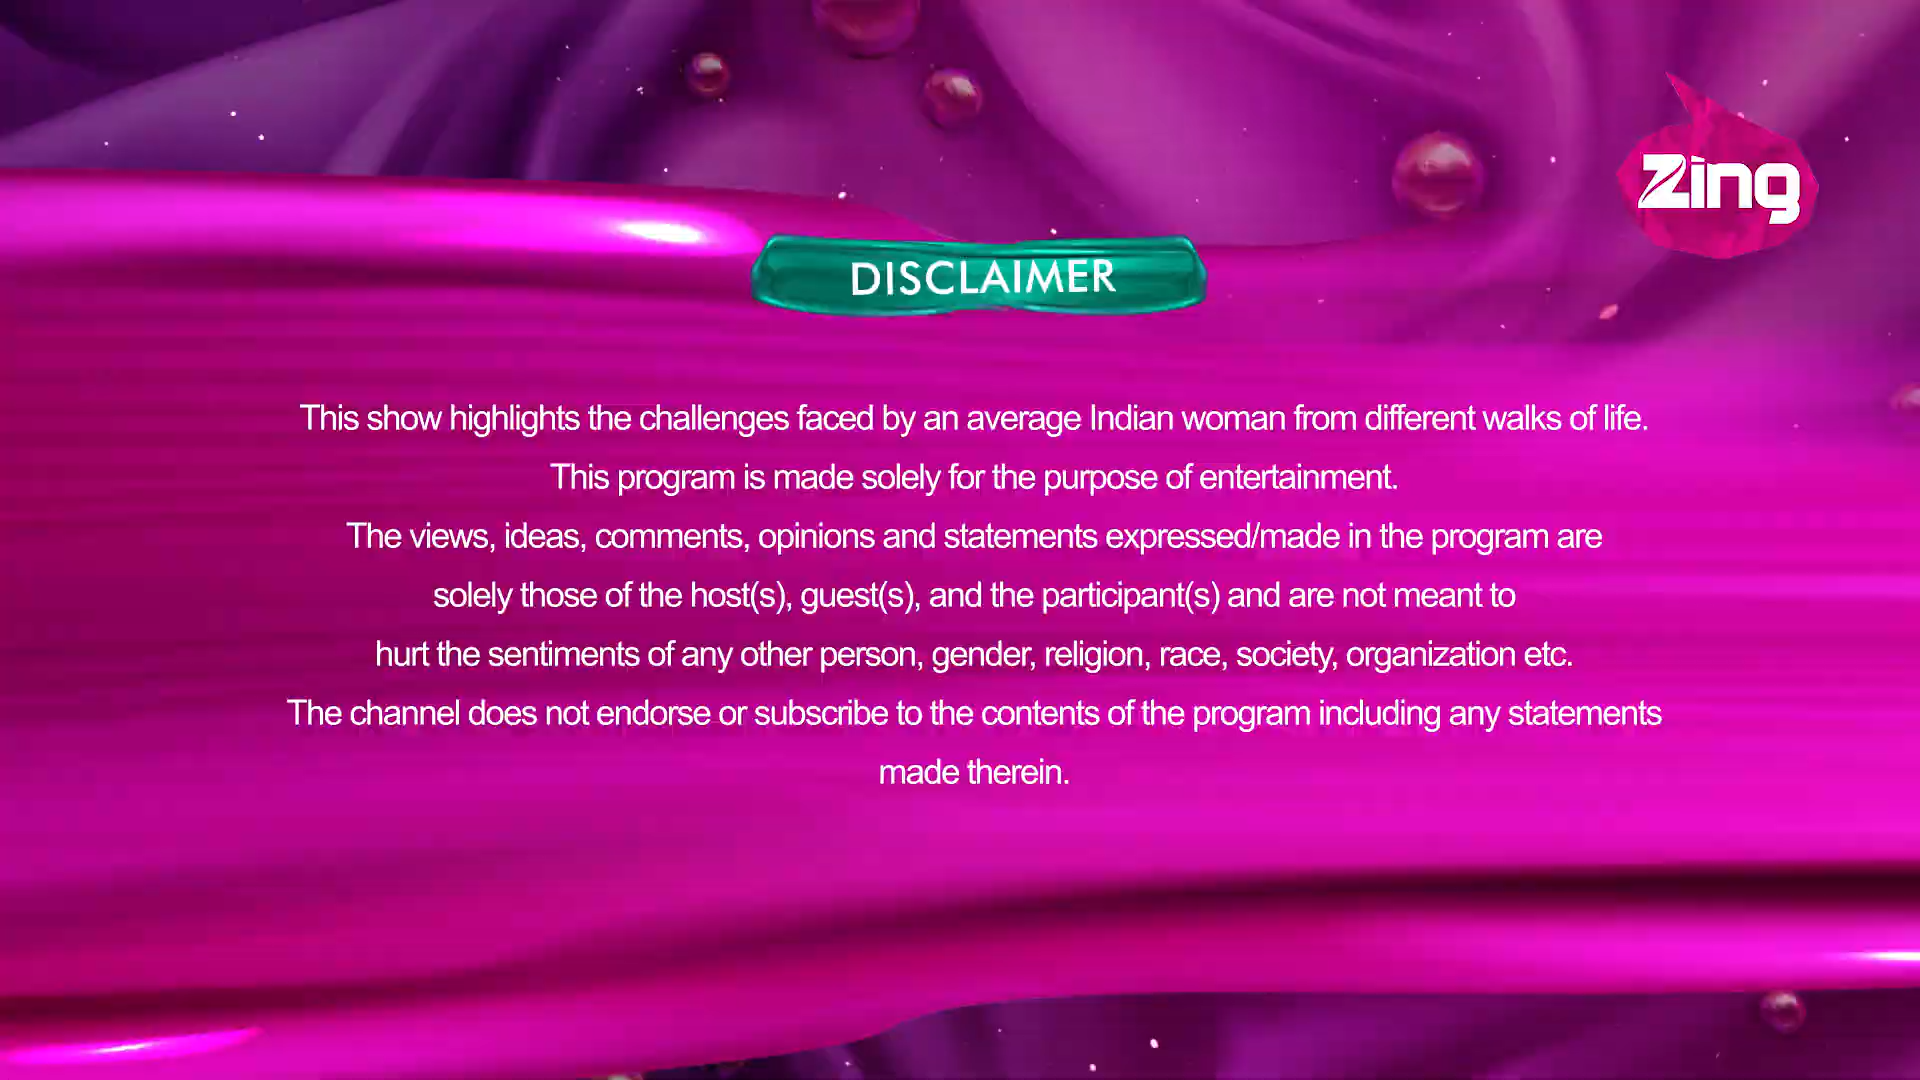 Zing
DISCLAIMER
This show highlights the challenges faced by an average Indian woman from different walks of life.
This program is made solely for the purpose of entertainment.
The views, ideas, comments, opinions and statements expressed/made in the program are
solely those of the host(s), guest(s), and the participant(s) and are not meant to
hurt the sentiments of any other person, gender, religion, race, society, organization etc.
The channel does not endorse or subscribe to the contents of the program including any statements
made therein.